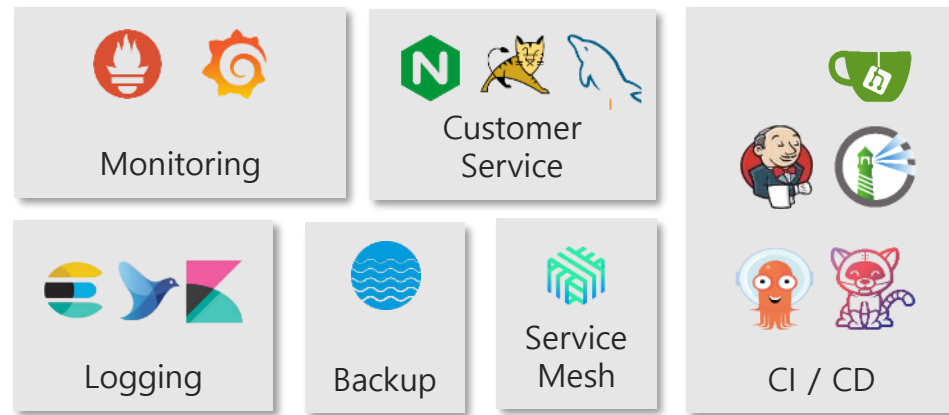 Monitoring
Customer
Service
Logging
Backup
Service
Mesh
CI / CD